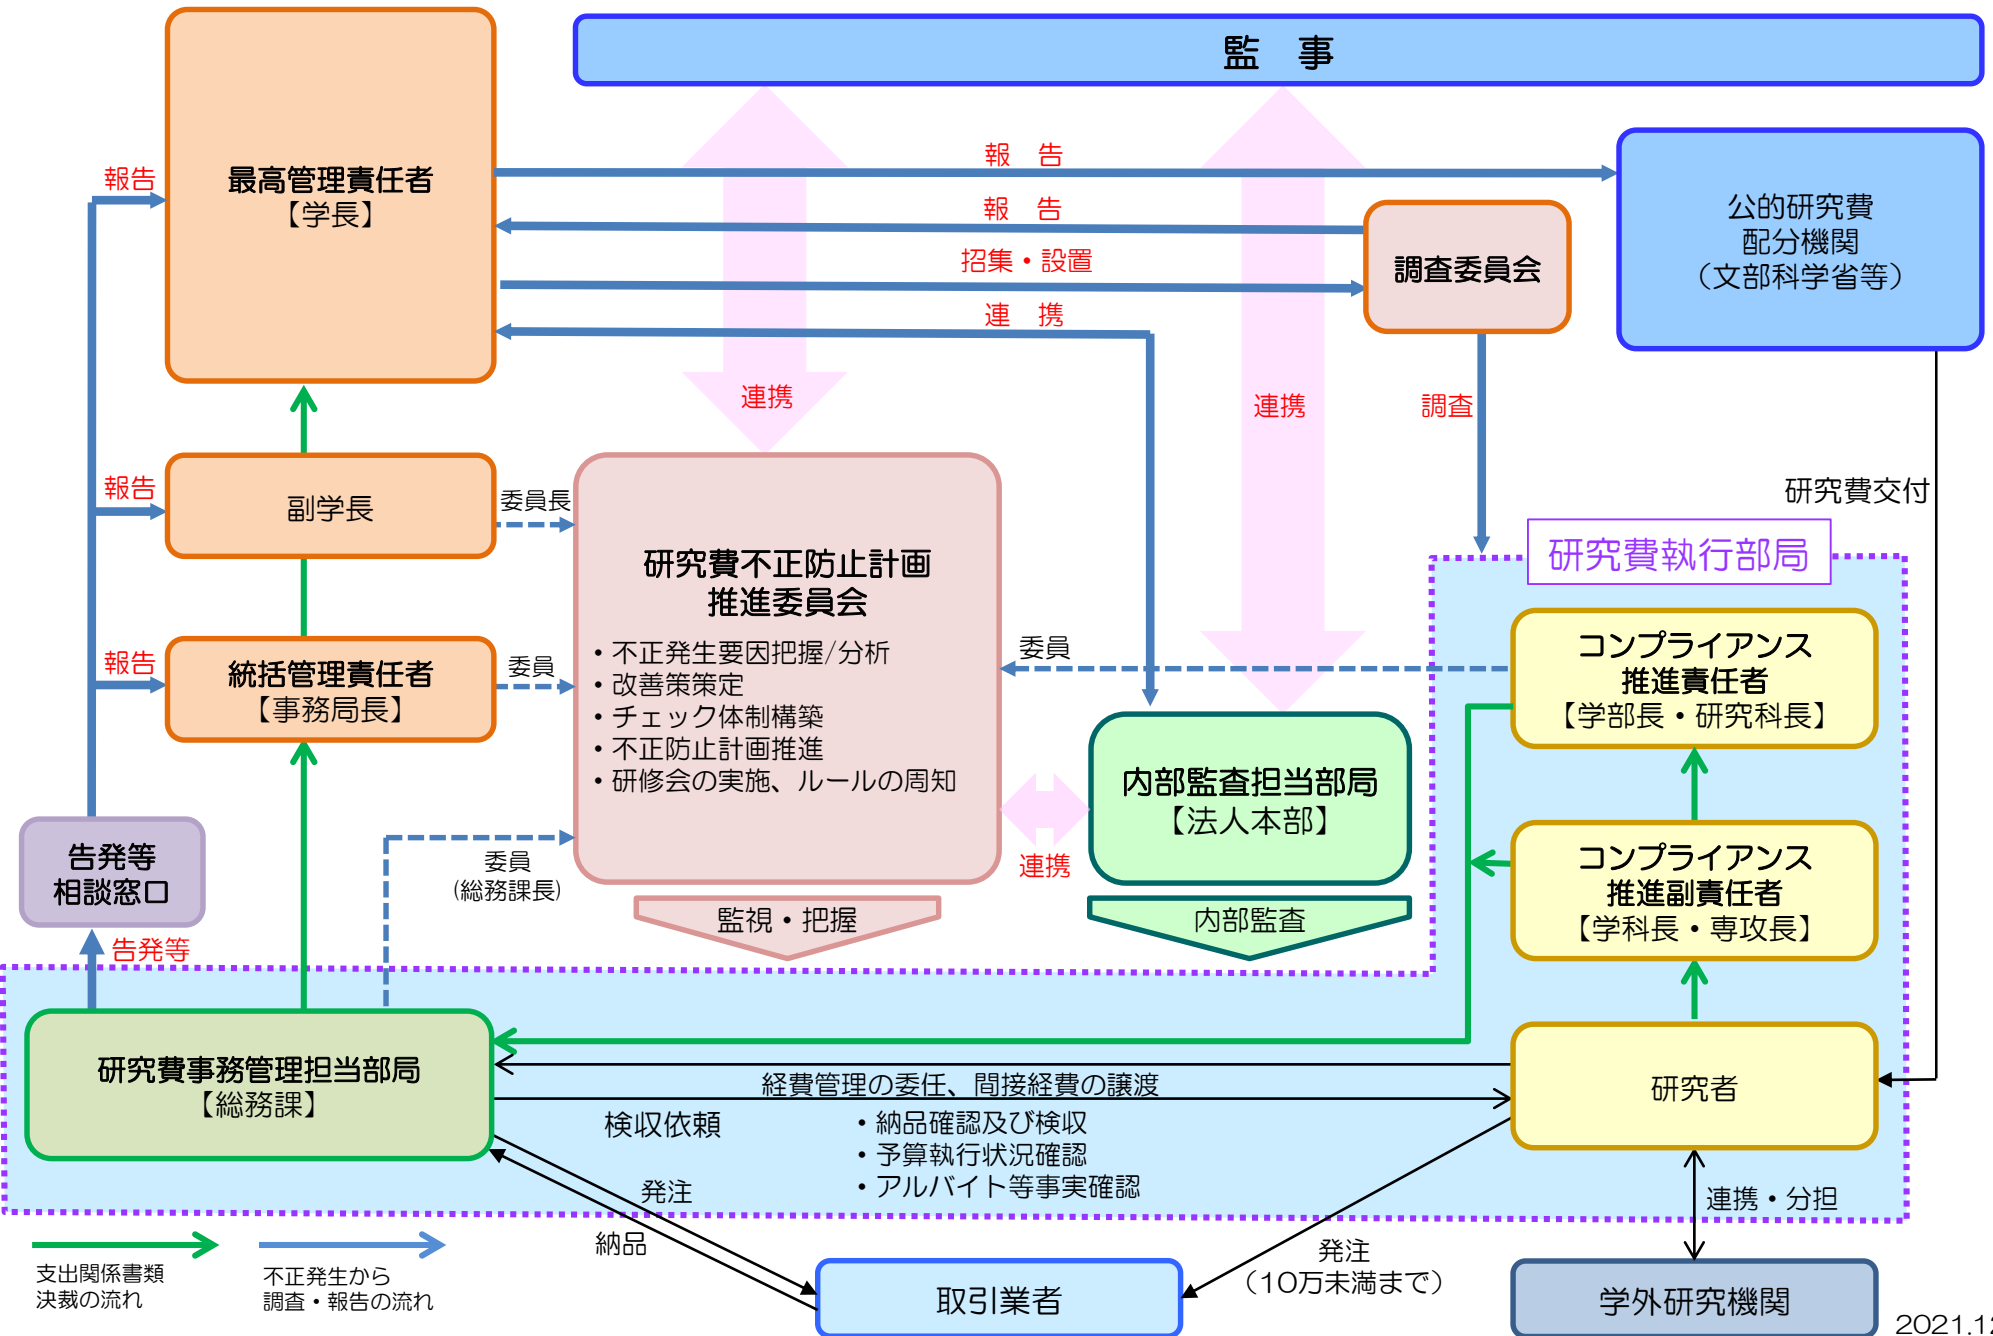 監　事
最高管理責任者
【学長】
報告
報　告
報　告
招集・設置
連　携
調査委員会
公的研究費
配分機関
（文部科学省等）
連携
連携
調査
報告
副学長
委員長
研究費交付
研究費執行部局
研究費不正防止計画
推進委員会
・不正発生要因把握/分析
・改善策策定
・チェック体制構築
・不正防止計画推進
・研修会の実施、ルールの周知
報告
統括管理責任者
【事務局長】
委員
委員
コンプライアンス
推進責任者
【学部長・研究科長】
内部監査担当部局
【法人本部】
連携
告発等
相談窓口
委員
(総務課長)
監視・把握
内部監査
コンプライアンス
推進副責任者
【学科長・専攻長】
告発等
研究費事務管理担当部局
【総務課】
経費管理の委任、間接経費の譲渡
検収依頼
・納品確認及び検収
・予算執行状況確認
・アルバイト等事実確認
研究者
発注
納品
連携・分担
発注
（10万未満まで）
支出関係書類
決裁の流れ
不正発生から
調査・報告の流れ
取引業者
学外研究機関
2021.12